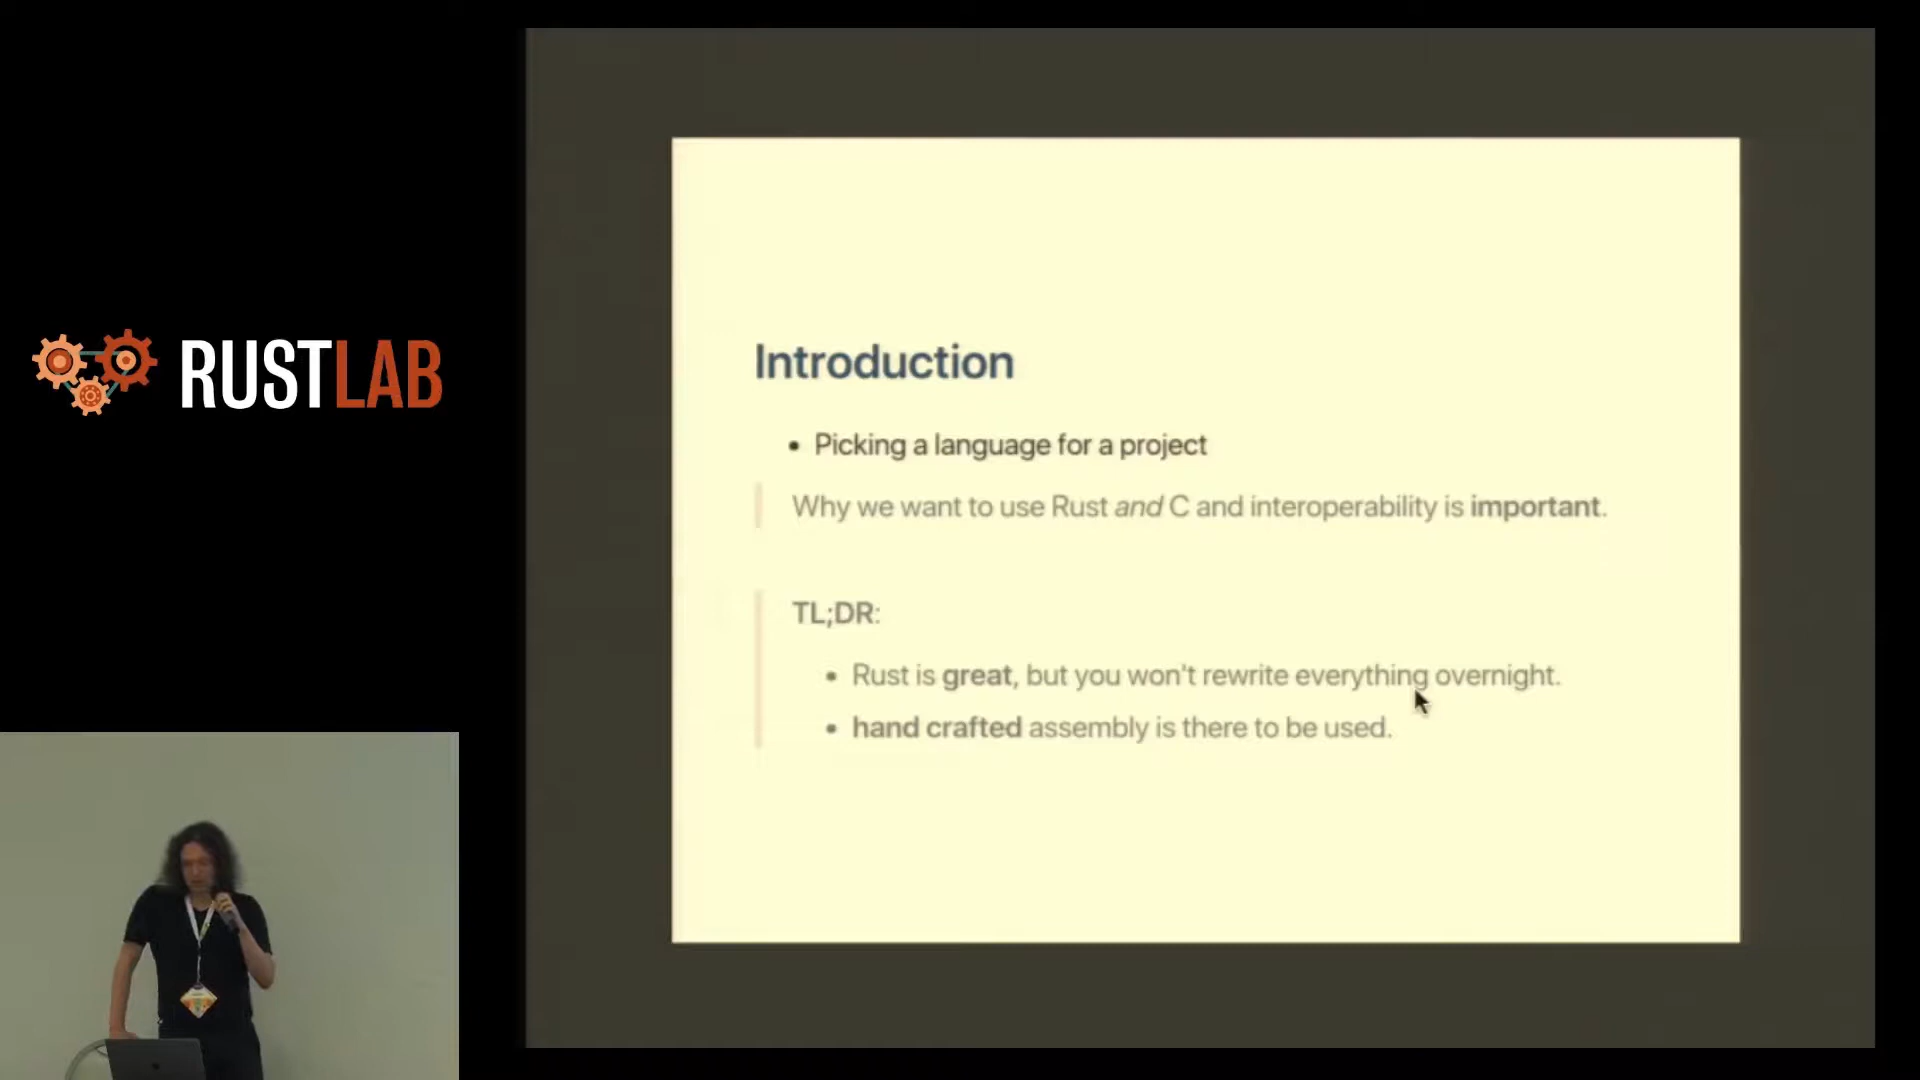 RUSTLAB
Introduction
• Picking a language for a project
Why we want to use Rust and C and interoperability is important.
TL;DR:
• Rust is great, but you won't rewrite everything overnight.
• hand crafted assembly is there to be used.